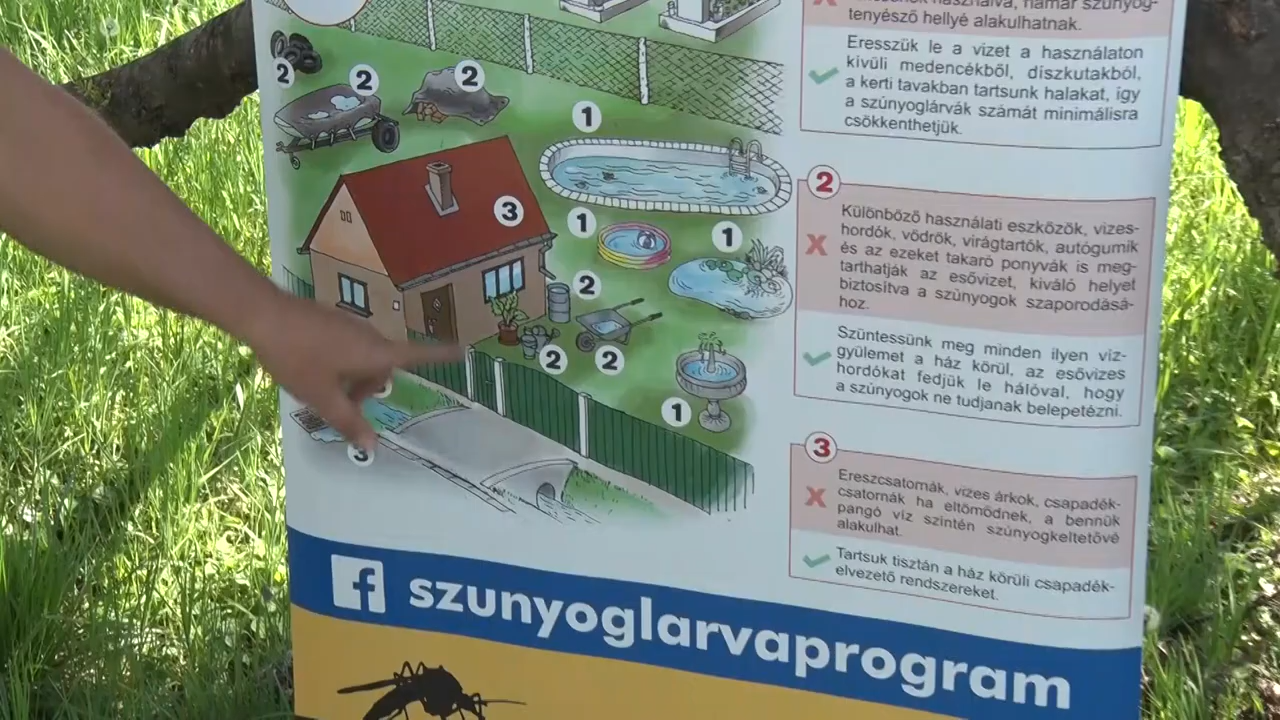 használva, hamar szúnyog-
tenyésző hellyé alakulhatnak.
Eresszük le a vizet a használaton
kívüli medencékből, díszkutakból,
a kerti tavakban tartsunk halakat, így
a szúnyoglárvák számát minimálisra
csökkenthetjük.
2
Különböző használati eszközök, vizes-
hordók, vödrök, virágtartók, autógumik
és az ezeket takaró ponyvák is meg-
tarthatják az esővizet, kiváló helyet
biztosítva a szúnyogok szaporodásá-
hoz.
Szüntessünk meg minden ilyen víz-
gyülemet a ház körül, az esővizes
hordókat fedjük le hálóval, hogy
a szúnyogok ne tudjanak belepetézni.
3
Ereszcsatornák, vizes árkok, csapadék-
csatornák ha eltömődnek, a bennük
pangó víz szintén szúnyogkeltetővé
alakulhat.
Tartsuk tisztán a ház körüli csapadék-
elvezető rendszereket.
2
2
2
1
3
1
1
2
2
2
1
3
f szunyoglarvaprogram